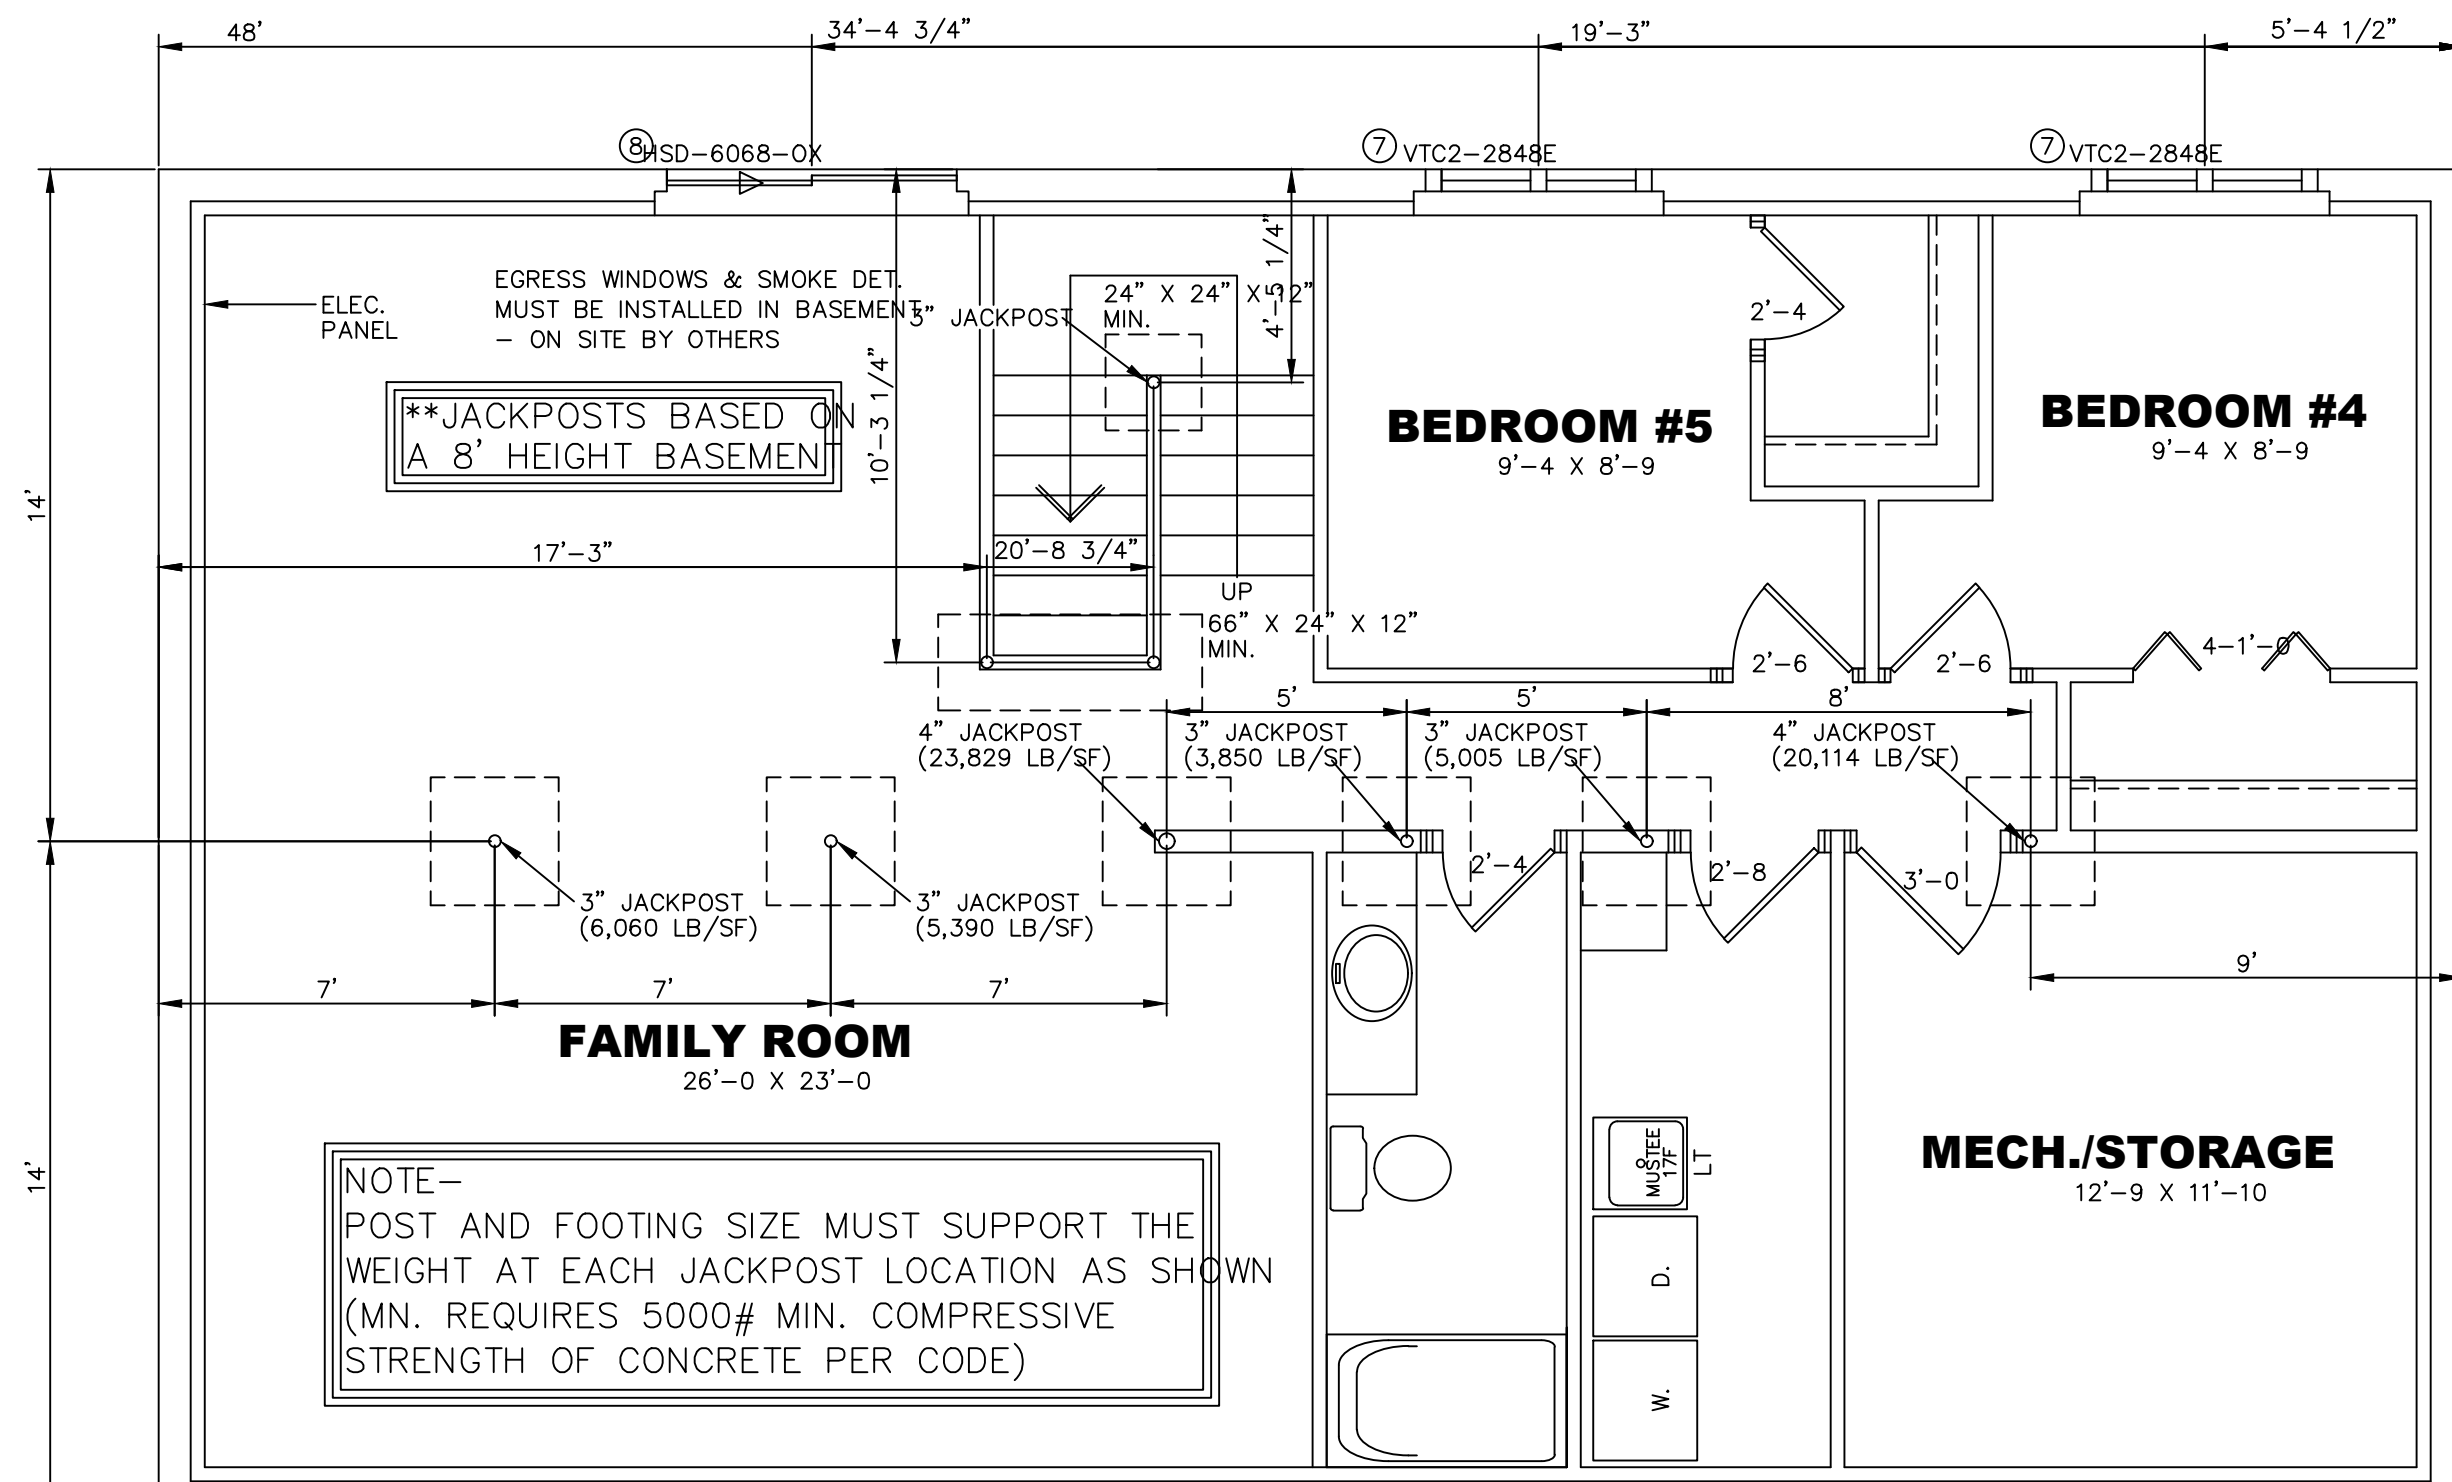 48'
34'-4 3/4"
19'-3"
5'-4 1/2"
8
HSD-6068-OX
7
VTC2-2848E
7
VTC2-2848E
ELEC.
PANEL
EGRESS WINDOWS & SMOKE DET.
MUST BE INSTALLED IN BASEMENT
- ON SITE BY OTHERS
3" JACKPOST
24" X 24" X 12"
MIN.
4'-5 1/4"
2'-4
**JACKPOSTS BASED ON
A 8' HEIGHT BASEMENT
10'-3 1/4"
BEDROOM #5
9'-4 X 8'-9
BEDROOM #4
9'-4 X 8'-9
14'
17'-3"
20'-8 3/4"
UP
66" X 24" X 12"
MIN.
2'-6
2'-6
4-1'-0
5'
5'
8'
4" JACKPOST
(23,829 LB/SF)
3" JACKPOST
(3,850 LB/SF)
3" JACKPOST
(5,005 LB/SF)
4" JACKPOST
(20,114 LB/SF)
3" JACKPOST
(6,060 LB/SF)
3" JACKPOST
(5,390 LB/SF)
2'-4
2'-8
3'-0
7'
7'
7'
9'
FAMILY ROOM
26'-0 X 23'-0
MECH./STORAGE
12'-9 X 11'-10
14'
MUSTEE
17F
LT
D.
W.
NOTE-
POST AND FOOTING SIZE MUST SUPPORT THE
WEIGHT AT EACH JACKPOST LOCATION AS SHOWN
(MN. REQUIRES 5000# MIN. COMPRESSIVE
STRENGTH OF CONCRETE PER CODE)